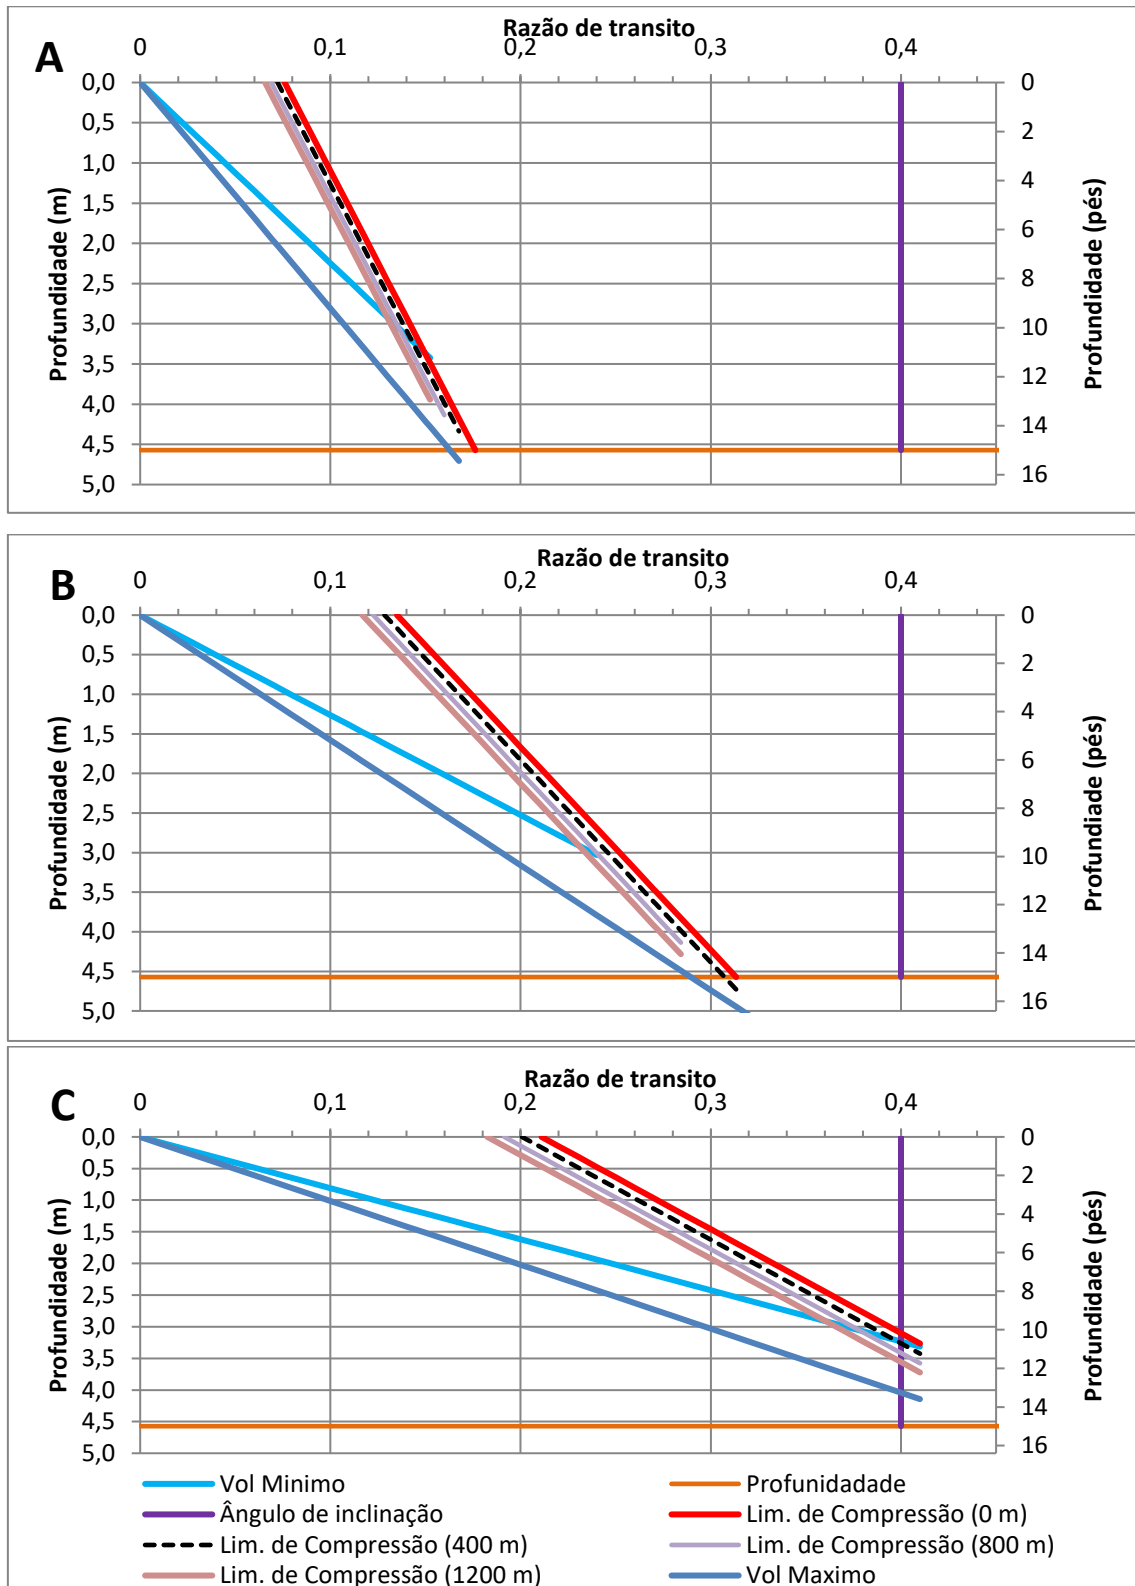 Razão de transito
A
0 0,1 0,2 0,3 0,4
0,0
0,5
1,0
1,5
2,0
2,5
3,0
3,5
4,0
4,5
5,0
Profundidade (m)
0
2
4
6
8
10
12
14
16
Profundidade (pés)
Razão de transito
B
0 0,1 0,2 0,3 0,4
0,0
0,5
1,0
1,5
2,0
2,5
3,0
3,5
4,0
4,5
5,0
Profundidade (m)
0
2
4
6
8
10
12
14
16
Profundiade (pés)
Razão de transito
C
0 0,1 0,2 0,3 0,4
0,0
0,5
1,0
1,5
2,0
2,5
3,0
3,5
4,0
4,5
5,0
Profundidade (m)
0
2
4
6
8
10
12
14
16
Profundidade (pés)
Vol Minimo
Profunidadade
Ângulo de inclinação
Lim. de Compressão (0 m)
Lim. de Compressão (400 m)
Lim. de Compressão (800 m)
Lim. de Compressão (1200 m)
Vol Maximo